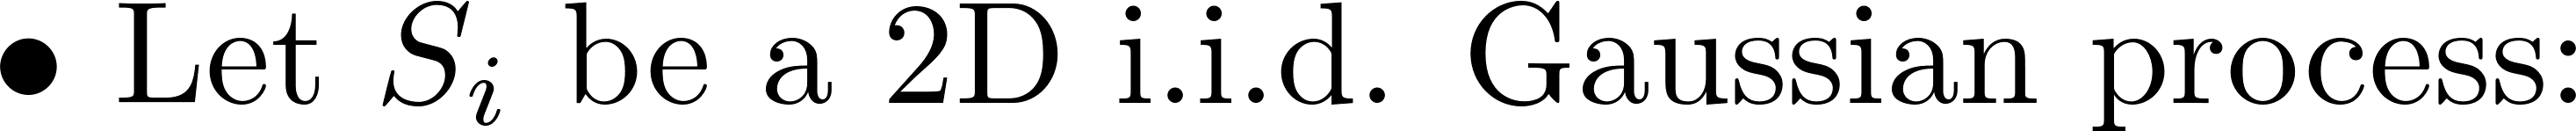 • Let $S_i$ be a 2D i.i.d. Gaussian process: